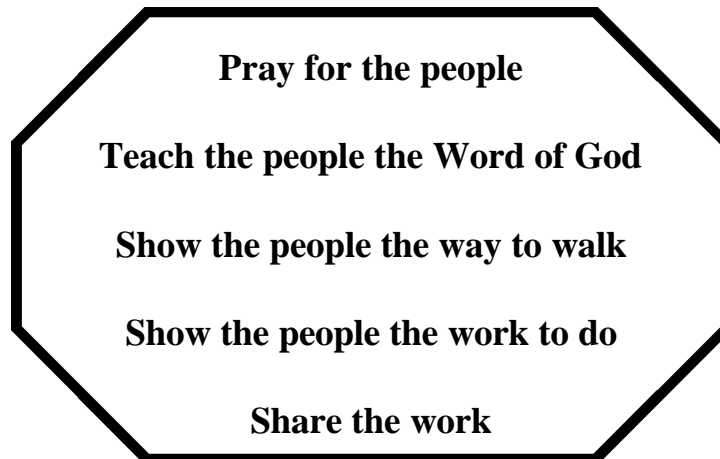 Pray for the people
Teach the people the Word of God
Show the people the way to walk
Show the people the work to do
Share the work